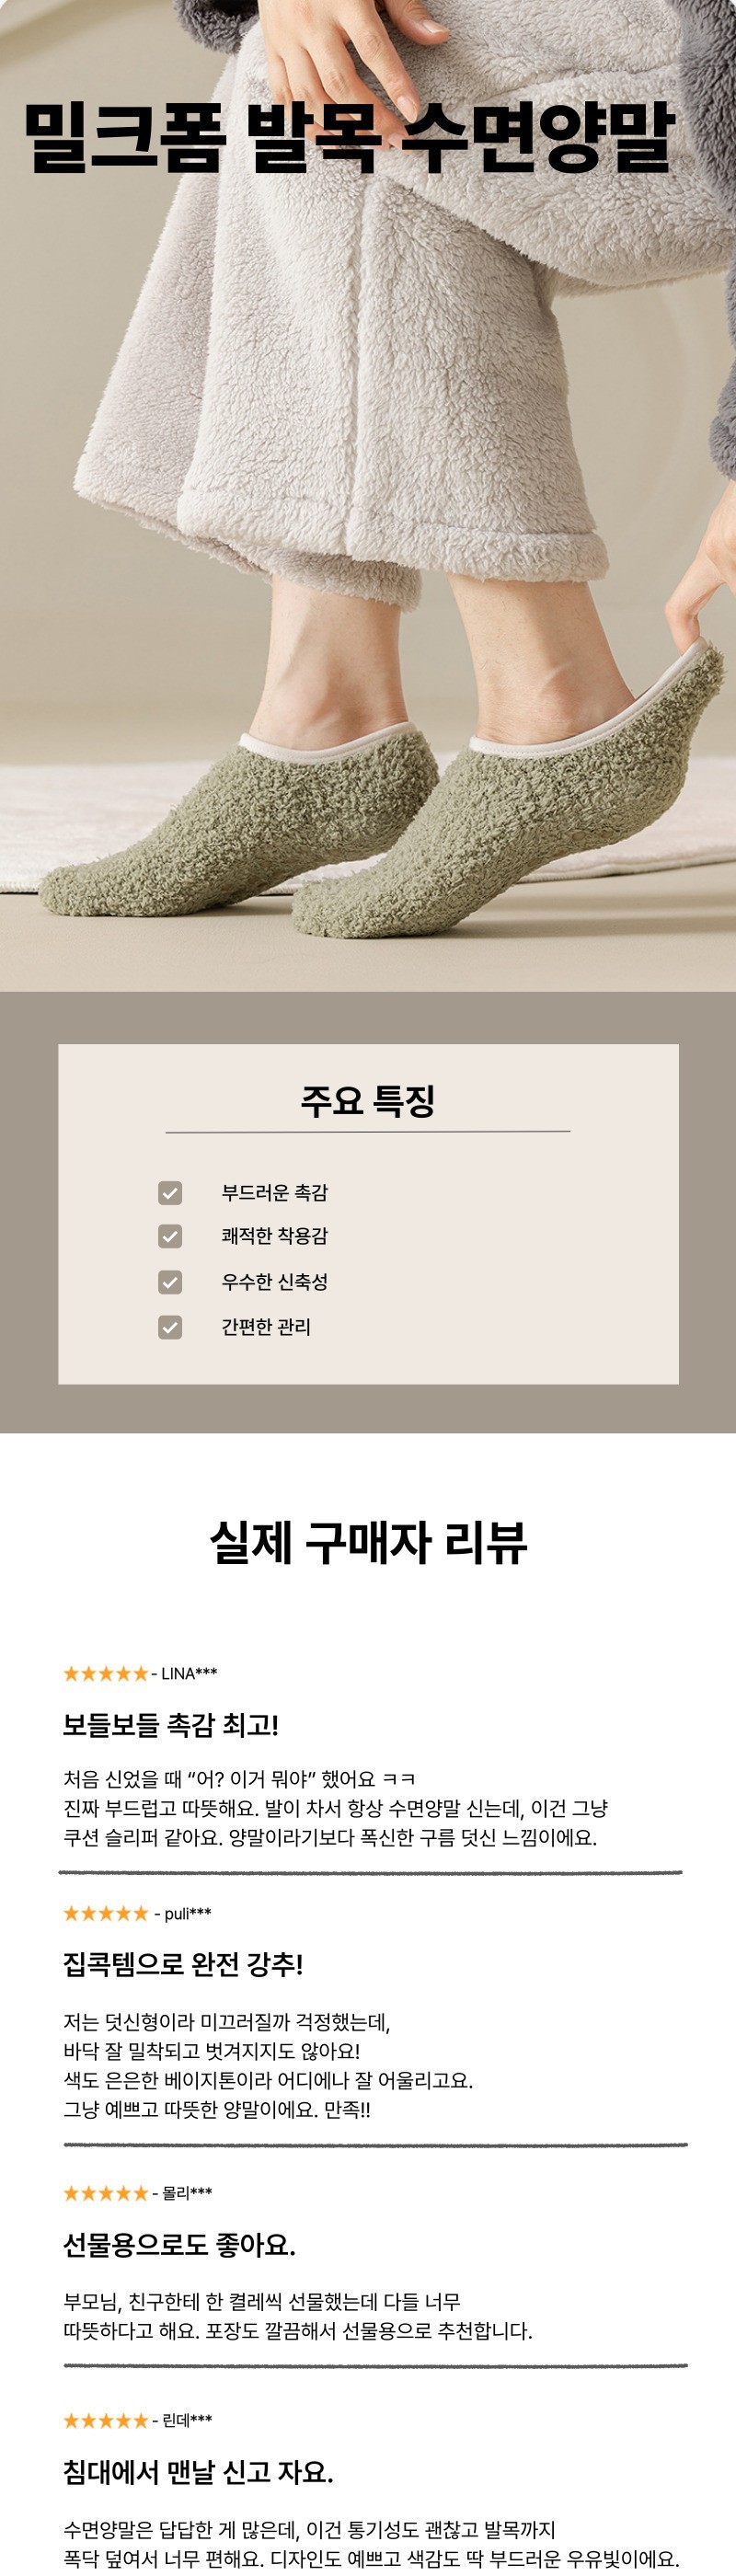 밀크폼 발목 수면양말
주요 특징
부드러운 촉감
쾌적한 착용감
우수한 신축성
간편한 관리
실제 구매자 리뷰
★★★★★- LINA***
보들보들 촉감 최고!
처음 신었을 때 “어? 이거 뭐야” 했어요 ㅋㅋ
진짜 부드럽고 따뜻해요. 발이 차서 항상 수면양말 신는데, 이건 그냥
쿠션 슬리퍼 같아요. 양말이라기보다 폭신한 구름 덧신 느낌이에요.
★★★★★ - puli***
집콕템으로 완전 강추!
저는 덧신형이라 미끄러질까 걱정했는데,
바닥 잘 밀착되고 벗겨지지도 않아요!
색도 은은한 베이지톤이라 어디에나 잘 어울리고요.
그냥 예쁘고 따뜻한 양말이에요. 만족!!
★★★★★- 몰리***
선물용으로도 좋아요.
부모님, 친구한테 한 켤레씩 선물했는데 다들 너무
따뜻하다고 해요. 포장도 깔끔해서 선물용으로 추천합니다.
★★★★★- 린데***
침대에서 맨날 신고 자요.
수면양말은 답답한 게 많은데, 이건 통기성도 괜찮고 발목까지
폭닥 덮여서 너무 편해요. 디자인도 예쁘고 색감도 딱 부드러운 우유빛이에요.